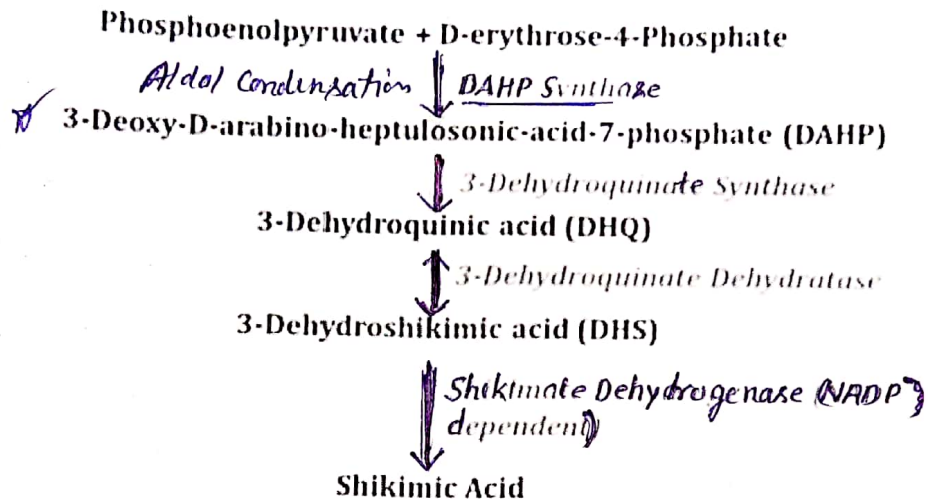 Phosphoenolpyruvate + D-erythrose-4-Phosphate
Aldol Condensation DAHP Synthase
3-Deoxy-D-arabino-heptulosonic-acid-7-phosphate (DAHP)
3-Dehydroquinate Synthase
3-Dehydroquinic acid (DHQ)
3-Dehydroquinate Dehydratase
3-Dehydroshikimic acid (DHS)
Shikimate Dehydrogenase (NADP
dependent)
Shikimic Acid